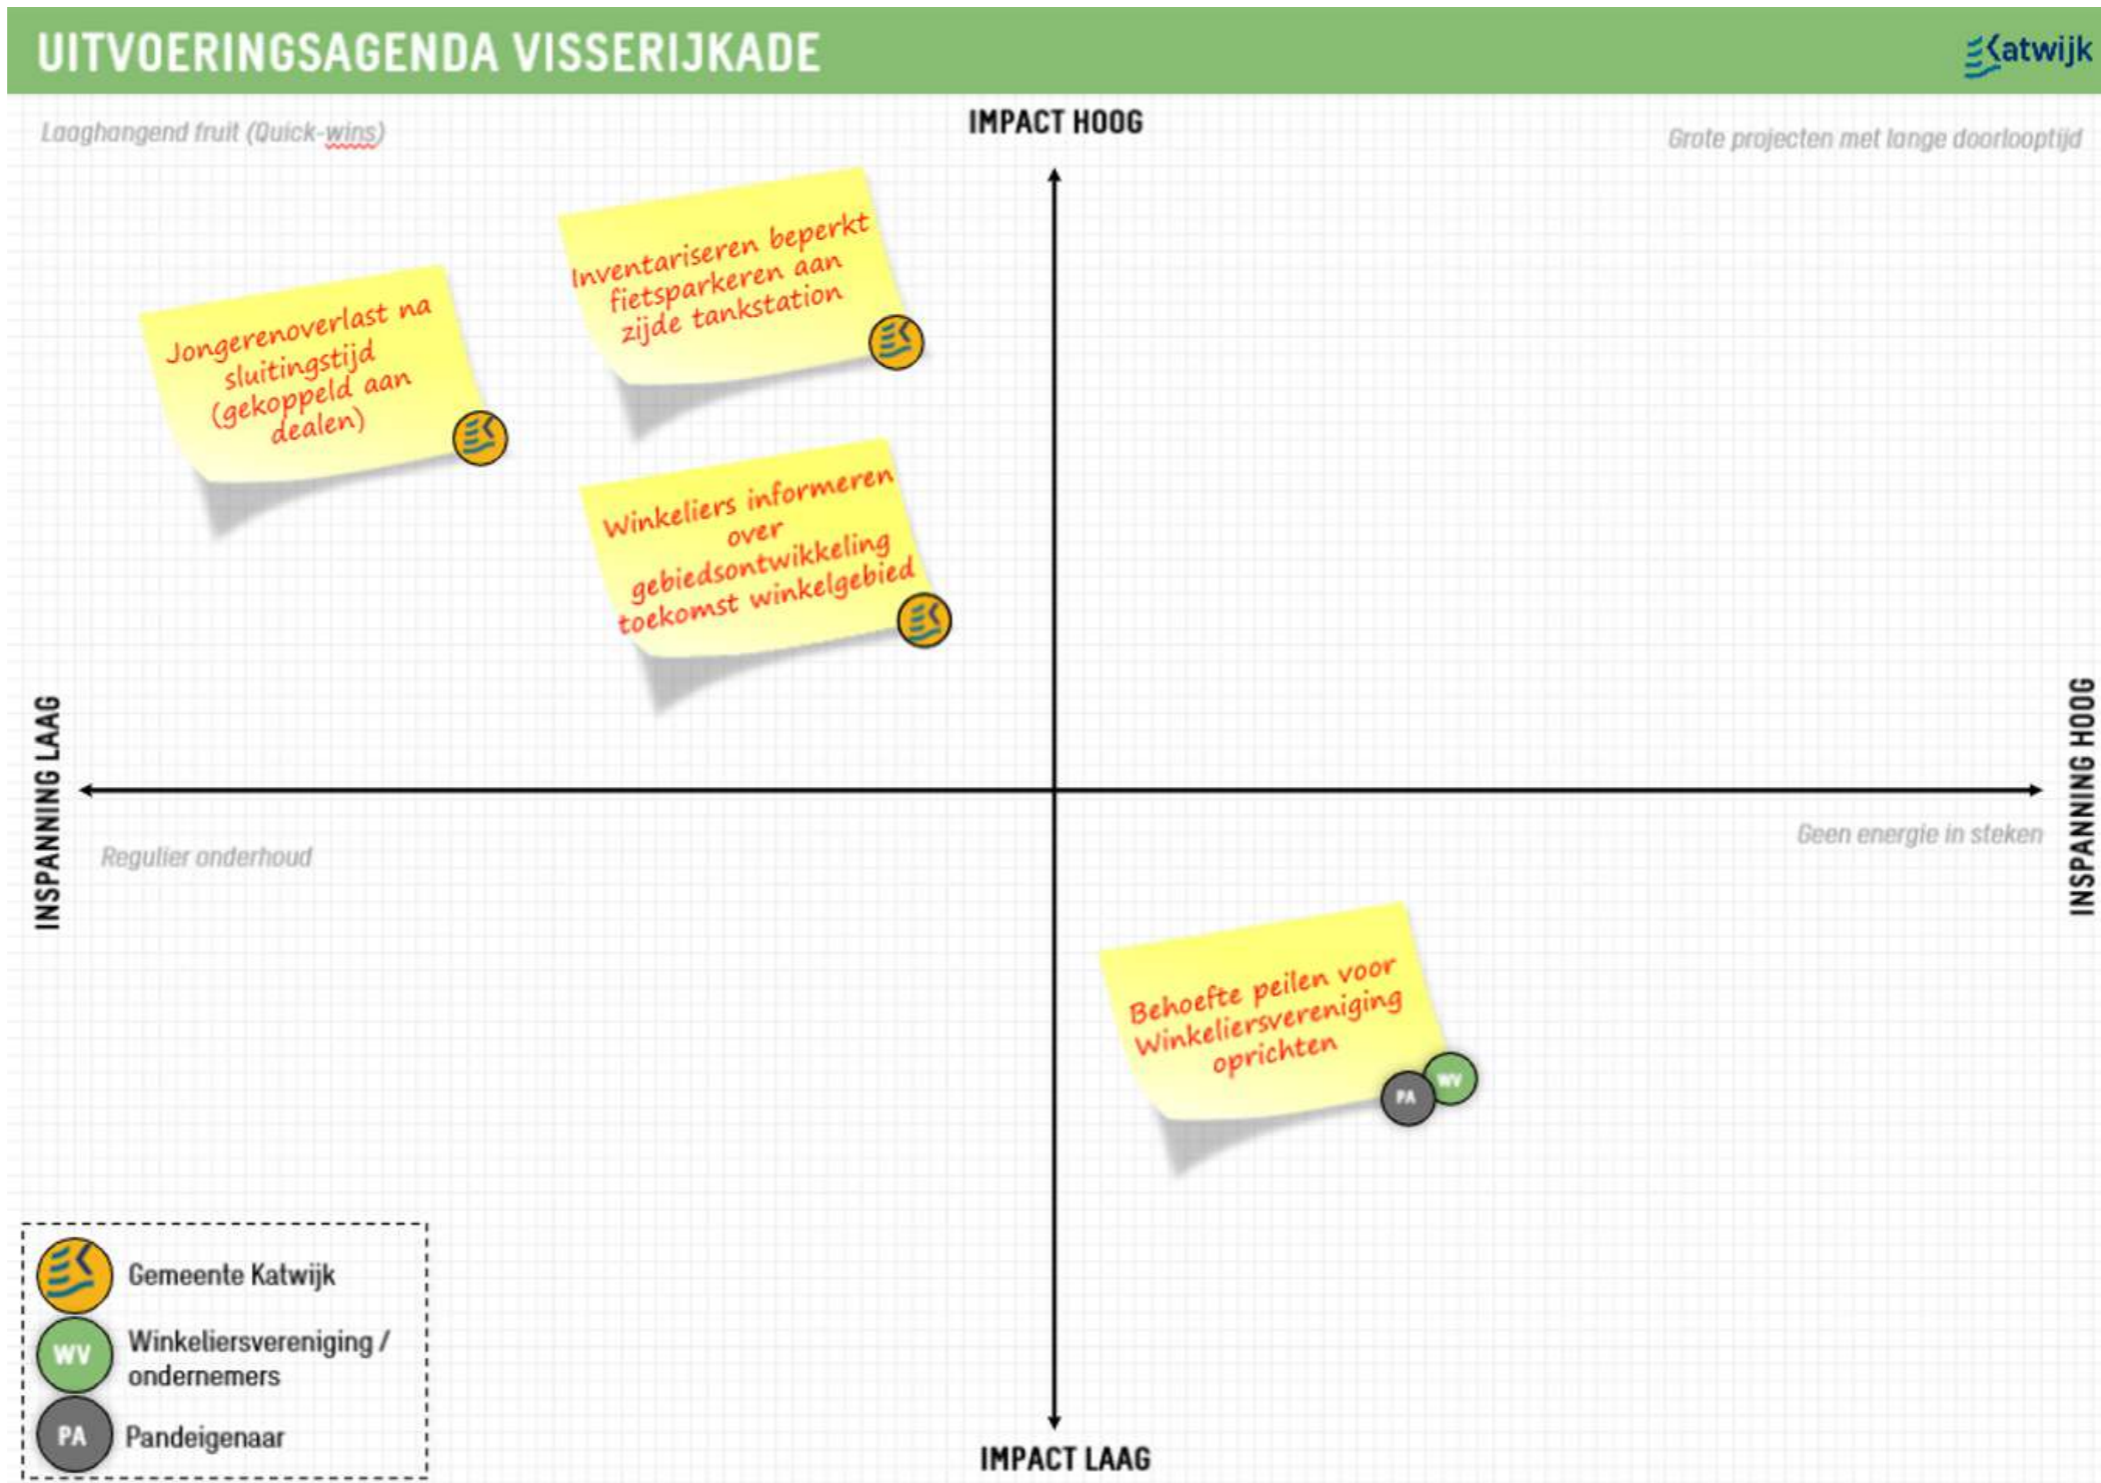 UITVOERINGSAGENDA VISSERIJKADE
Katwijk
Laaghangend fruit (Quick-wins)
IMPACT HOOG
Grote projecten met lange doorlooptijd
Inventariseren beperkt
fietsparkeren aan
zijde tankstation
Jongerenoverlast na
sluitingstijd
(gekoppeld aan
dealen)
Winkeliers informeren
over
gebiedsontwikkeling
toekomst winkelgebied
INSPANNING LAAG
INSPANNING HOOG
Regulier onderhoud
Geen energie in steken
Behoefte peilen voor
Winkeliersvereniging
oprichten
PA
WV
Gemeente Katwijk
WV
Winkeliersvereniging /
ondernemers
PA
Pandeigenaar
IMPACT LAAG